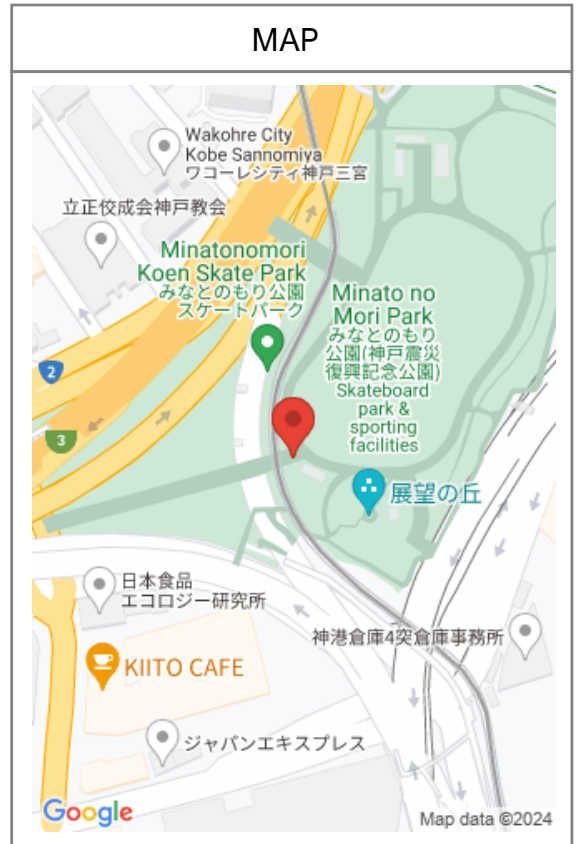 MAP
Wakohre City
Kobe Sannomiya
ワコーレシティ神戸三宮
立正佼成会神戸教会
Minatonomori
Koen Skate Park
みなとのもり公園
スケートパーク
Minato no
Mori Park
みなとのもり
公園(神戸震災
復興記念公園)
Skateboard
park &
sporting
facilities
2
3
展望の丘
日本食品
エコロジー研究所
神港倉庫4突倉庫事務所
KIITO CAFE
ジャパンエキスプレス
Google
Map data ©2024